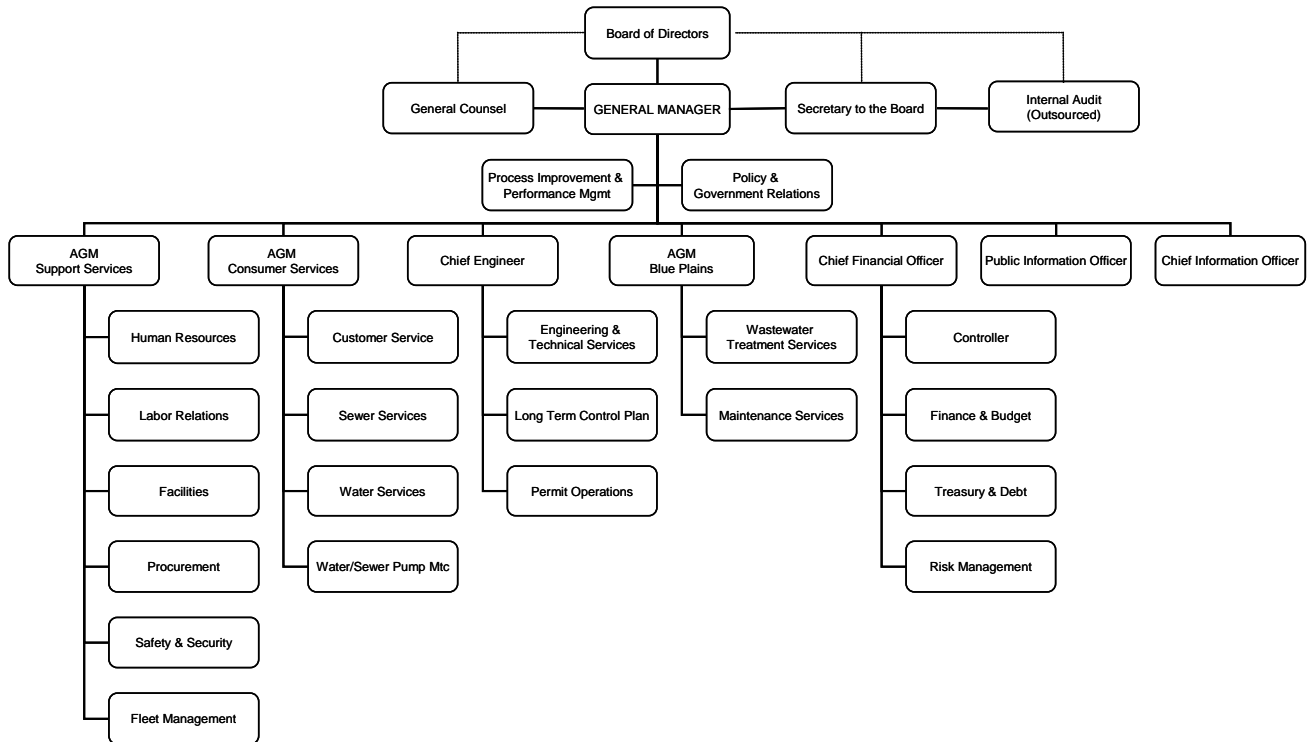 Board of Directors
General Counsel
GENERAL MANAGER
Secretary to the Board
Internal Audit
(Outsourced)
Process Improvement &
Performance Mgmt
Policy &
Government Relations
AGM
Support Services
AGM
Consumer Services
Chief Engineer
AGM
Blue Plains
Chief Financial Officer
Public Information Officer
Chief Information Officer
Human Resources
Customer Service
Engineering &
Technical Services
Wastewater
Treatment Services
Controller
Labor Relations
Sewer Services
Long Term Control Plan
Maintenance Services
Finance & Budget
Facilities
Water Services
Permit Operations
Treasury & Debt
Procurement
Water/Sewer Pump Mtc
Risk Management
Safety & Security
Fleet Management